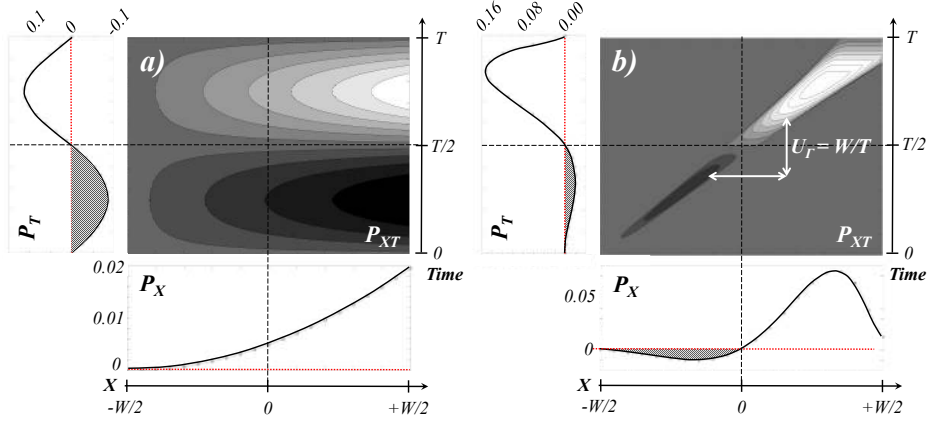 0.1 0 -0.1
a)
T
T/2
0
P_T
P_XT
Time
0.02
0.01
0
P_X
X
-W/2 0 +W/2
0.16 0.08 0.00
b)
T
T/2
0
U_Γ = W/T
P_T
P_XT
Time
P_X
0.05
0
X
-W/2 0 +W/2